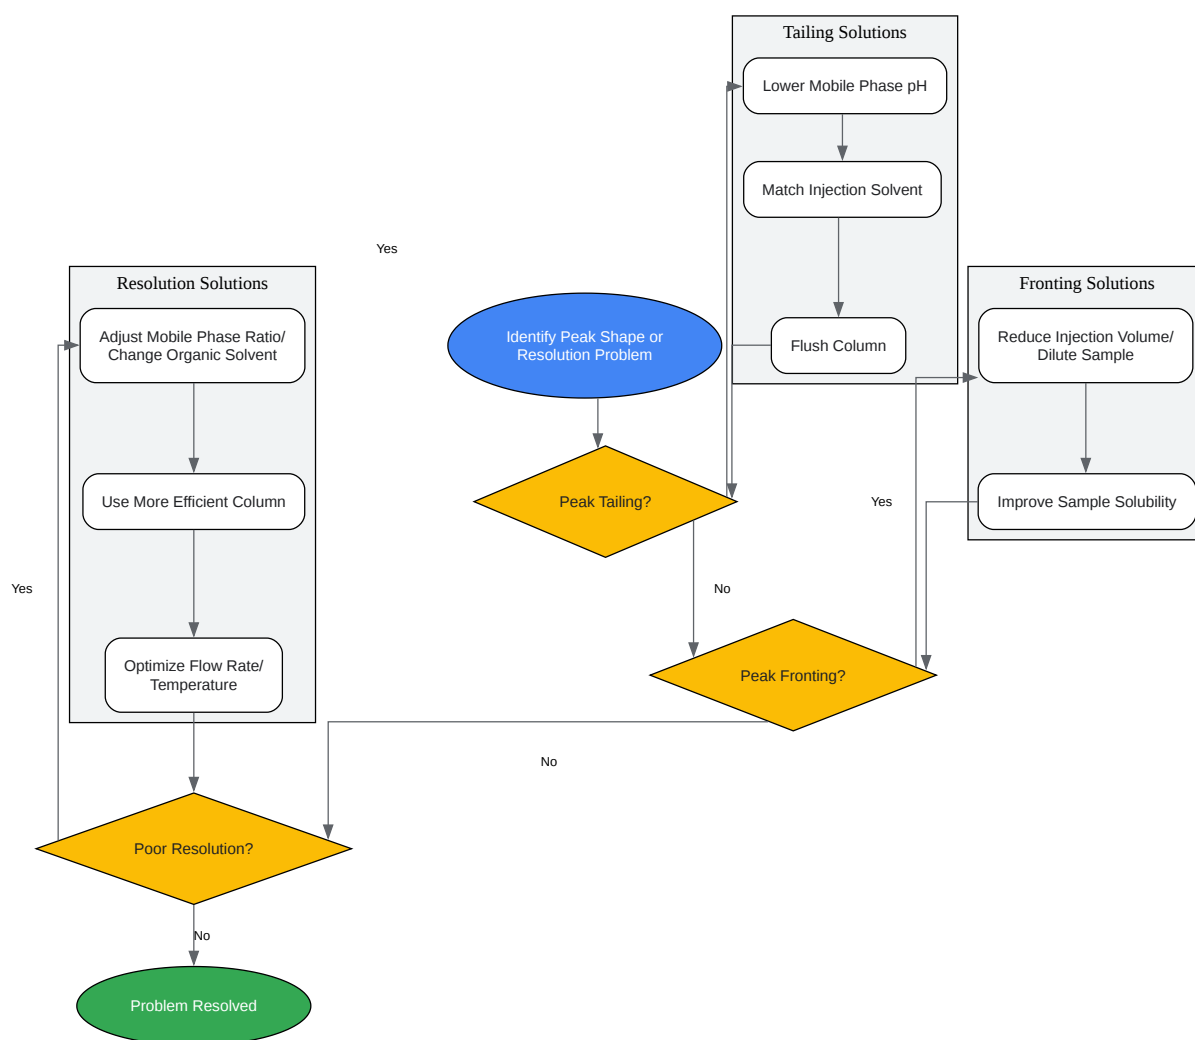 Tailing Solutions
Lower Mobile Phase pH
Match Injection Solvent
Flush Column
Yes
Resolution Solutions
Adjust Mobile Phase Ratio/
Change Organic Solvent
Use More Efficient Column
Optimize Flow Rate/
Temperature
Yes
Identify Peak Shape or
Resolution Problem
Peak Tailing?
No
Fronting Solutions
Reduce Injection Volume/
Dilute Sample
Improve Sample Solubility
Yes
Peak Fronting?
No
Poor Resolution?
No
Problem Resolved